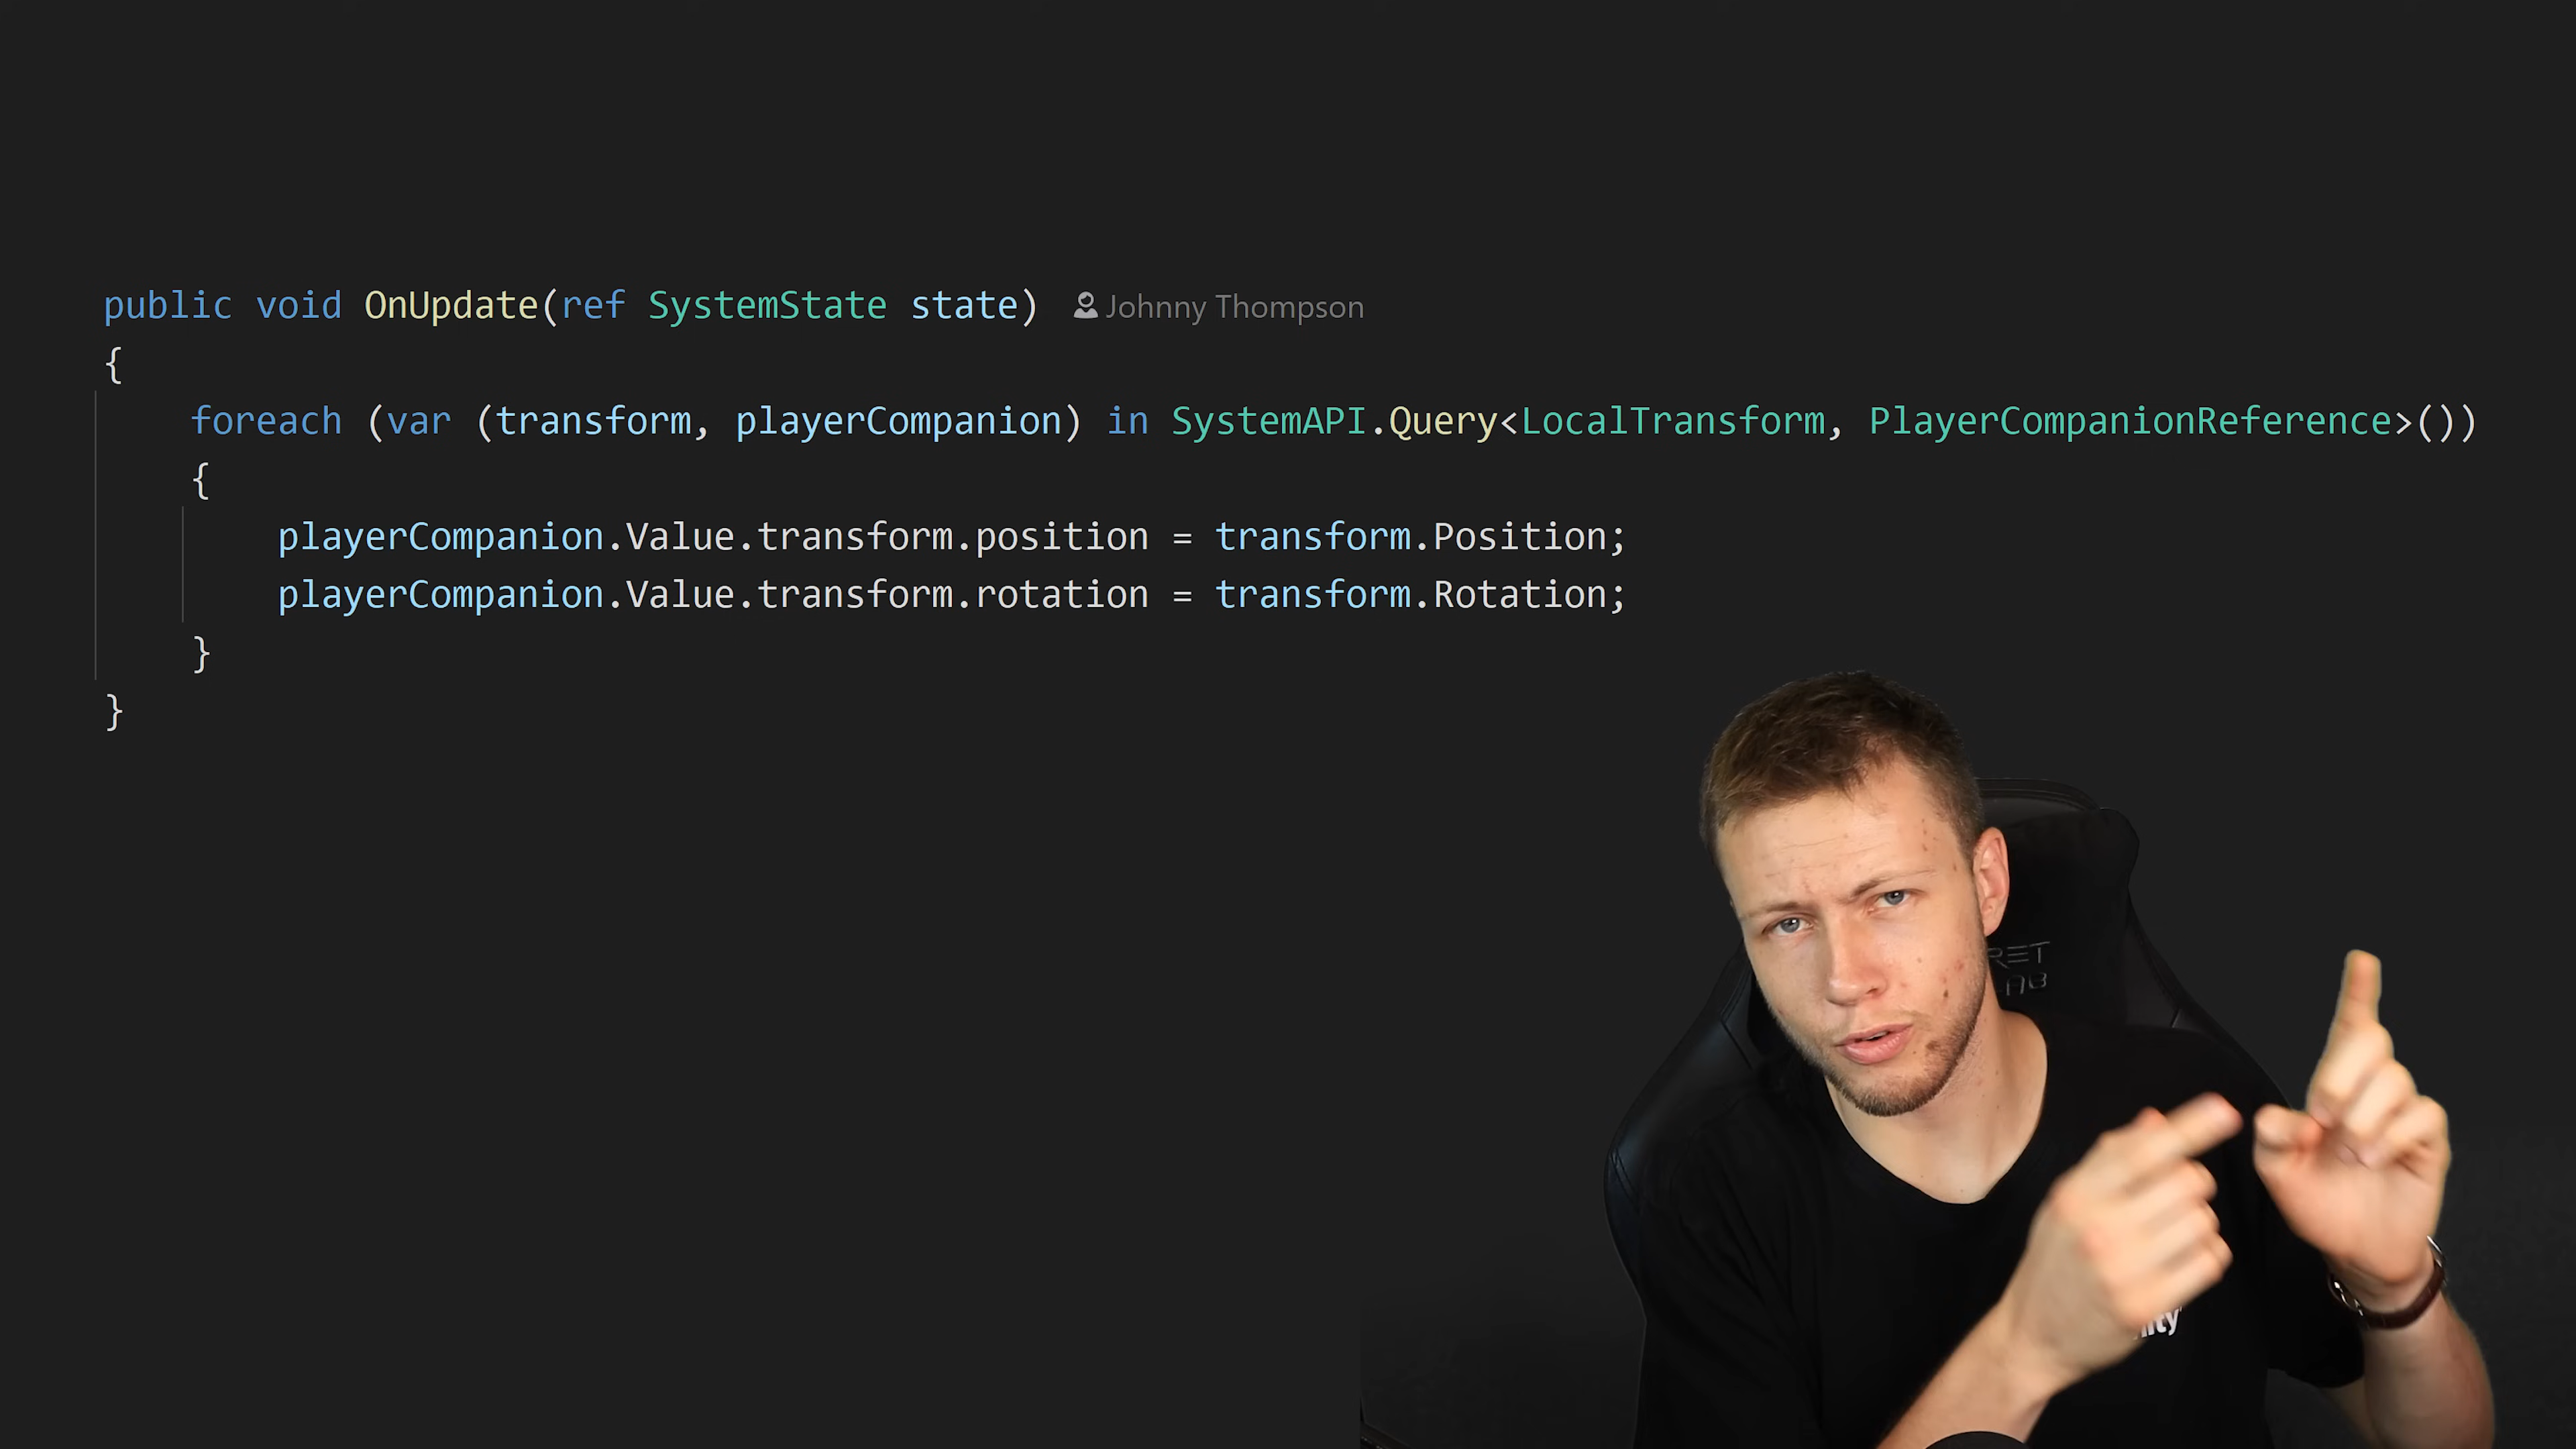 public void OnUpdate(ref SystemState state) Johnny Thompson
{
foreach (var (transform, playerCompanion) in SystemAPI.Query<LocalTransform, PlayerCompanionReference>())
{
playerCompanion.Value.transform.position = transform.Position;
playerCompanion.Value.transform.rotation = transform.Rotation;
}
}